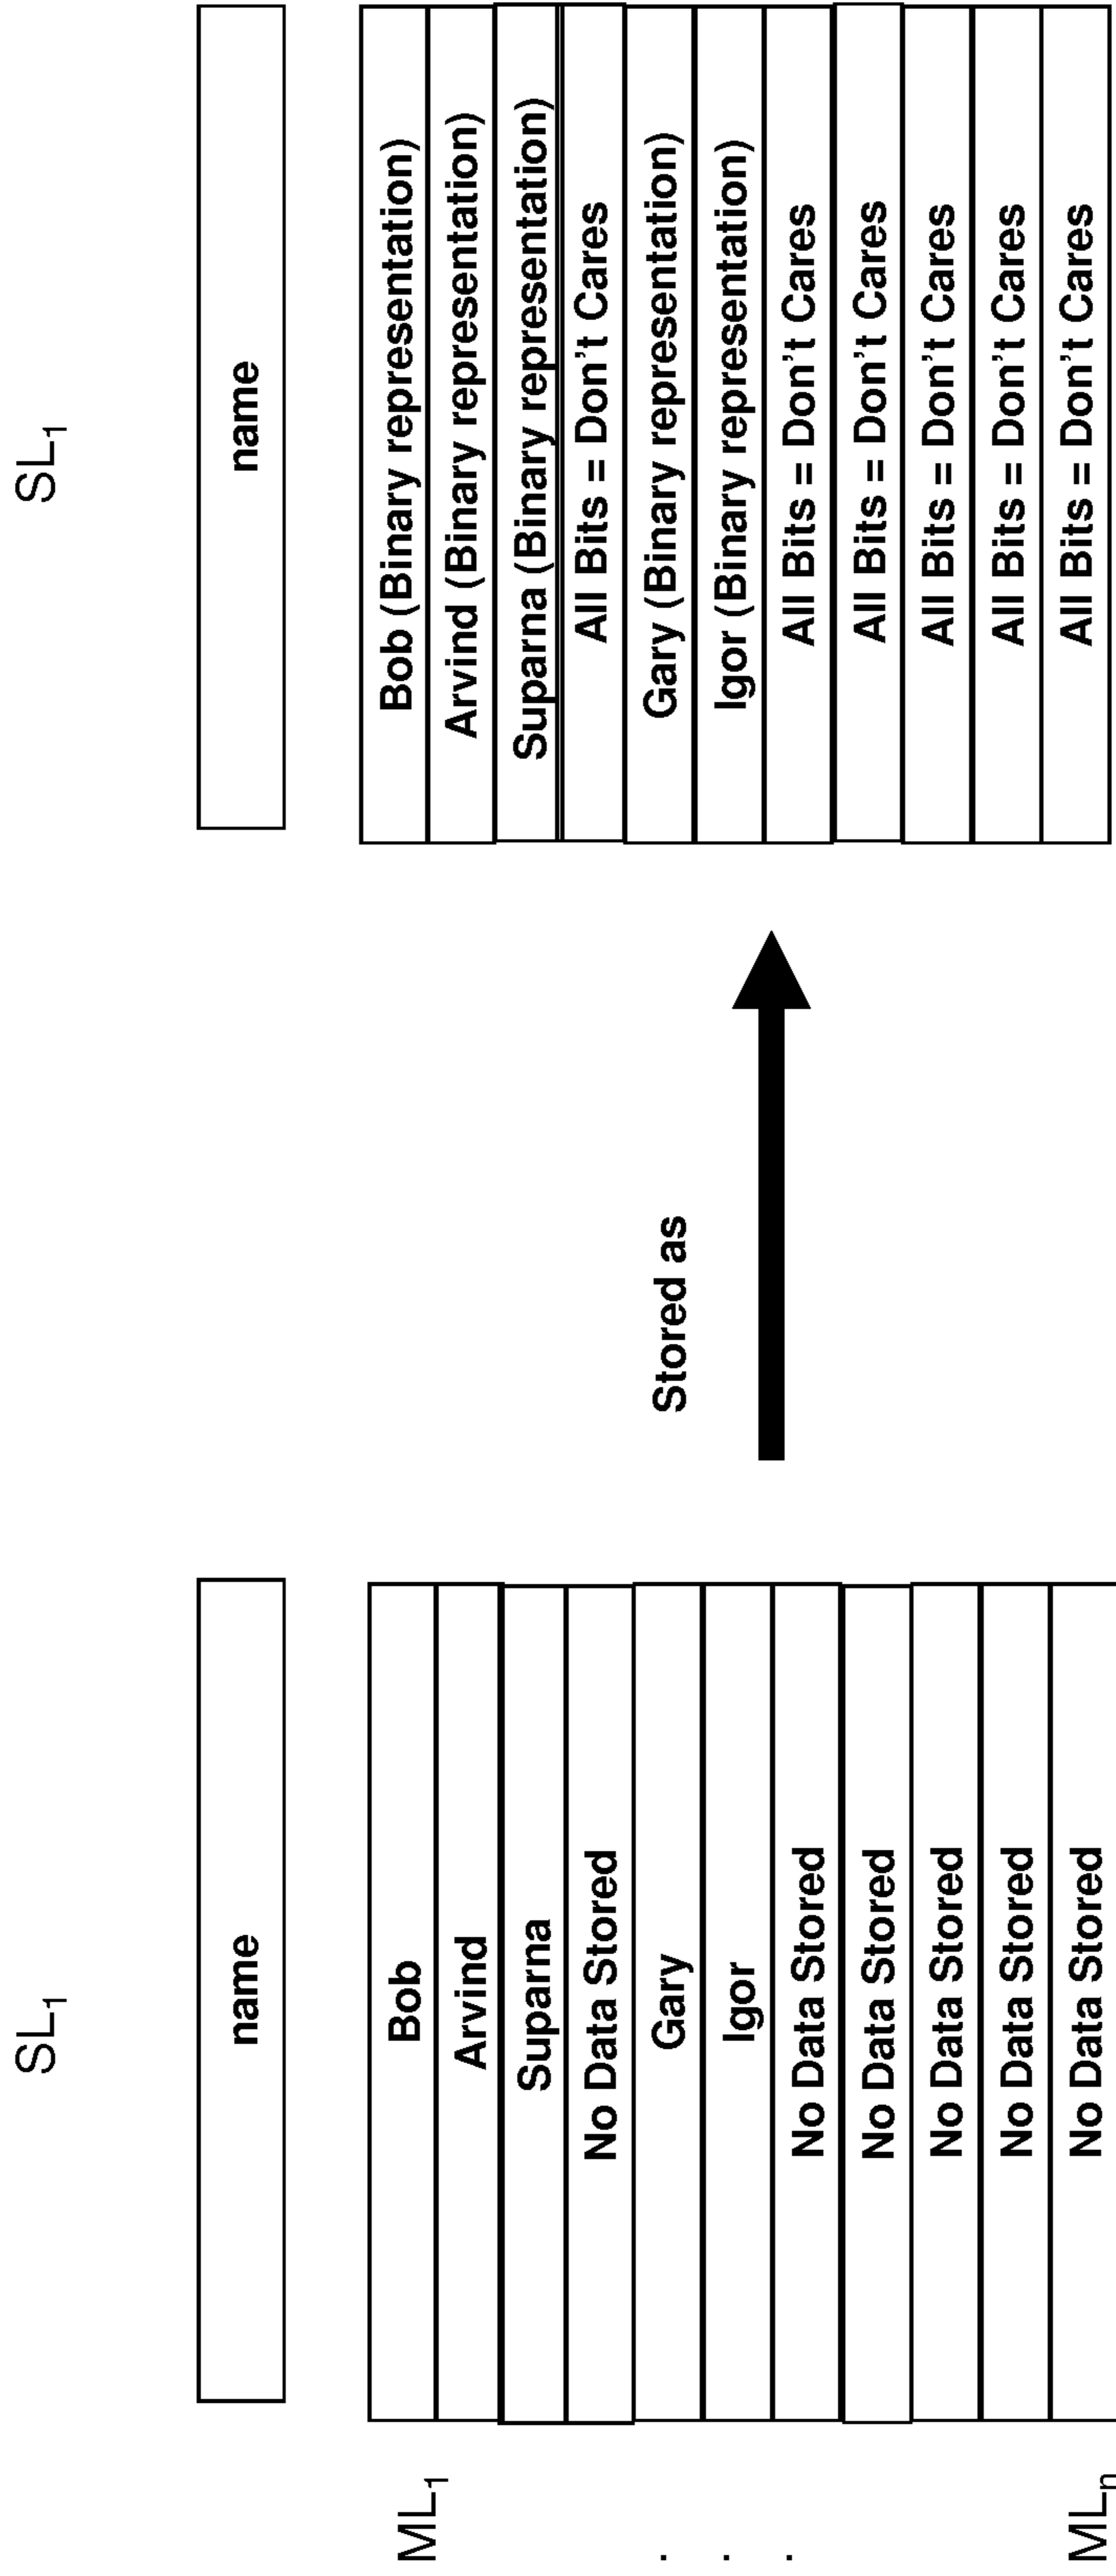 SL1
name
ML1
Bob
Arvind
Suparna
No Data Stored
Gary
Igor
No Data Stored
No Data Stored
No Data Stored
No Data Stored
No Data Stored
.
.
.
MLn
Stored as
SL1
name
Bob (Binary representation)
Arvind (Binary representation)
Suparna (Binary representation)
All Bits = Don't Cares
Gary (Binary representation)
Igor (Binary representation)
All Bits = Don't Cares
All Bits = Don't Cares
All Bits = Don't Cares
All Bits = Don't Cares
All Bits = Don't Cares